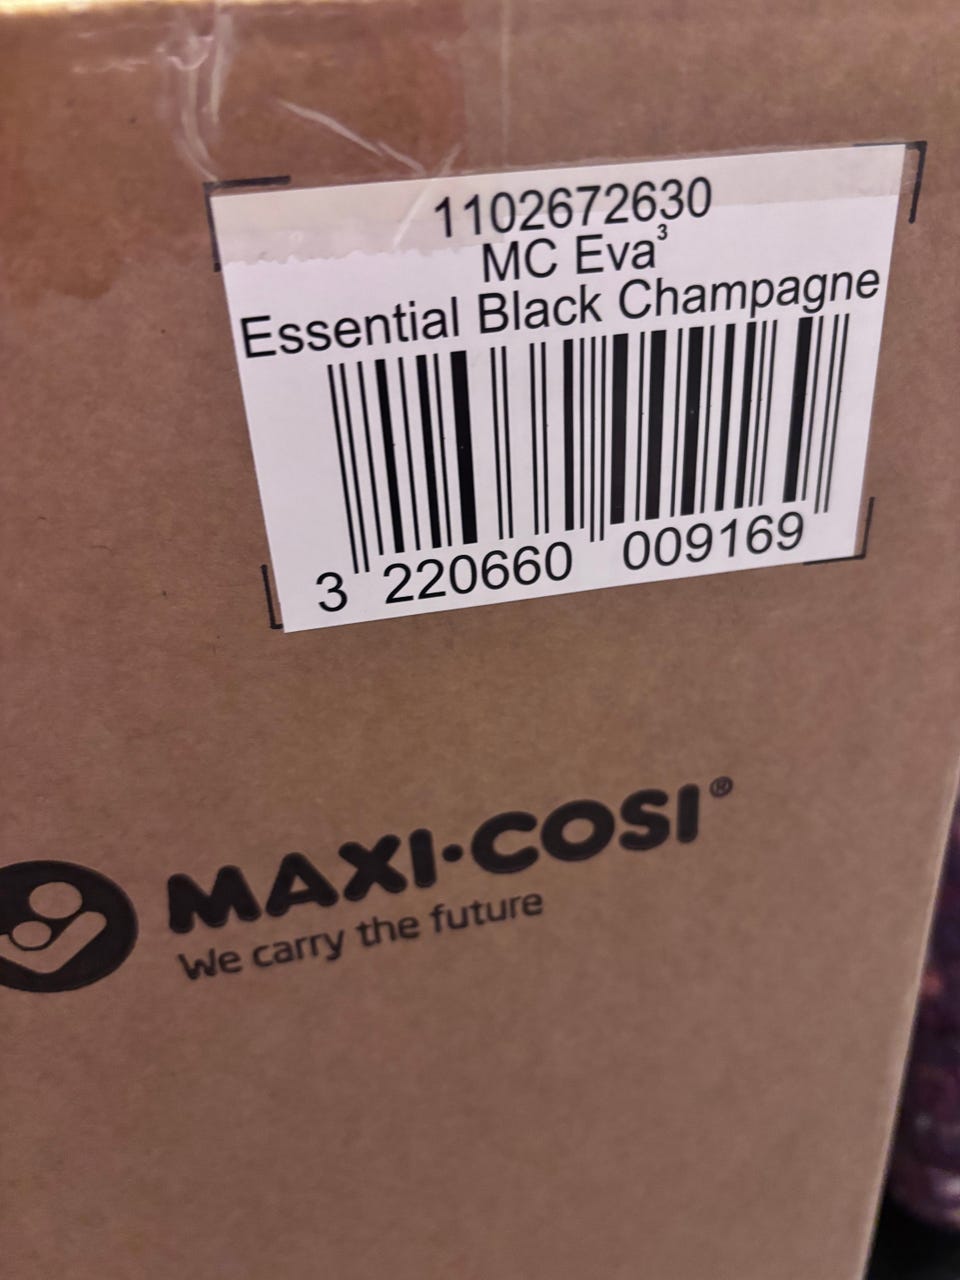 1102672630
MC Eva³
Essential Black Champagne
3 220660 009169
MAXI·COSI®
We carry the future